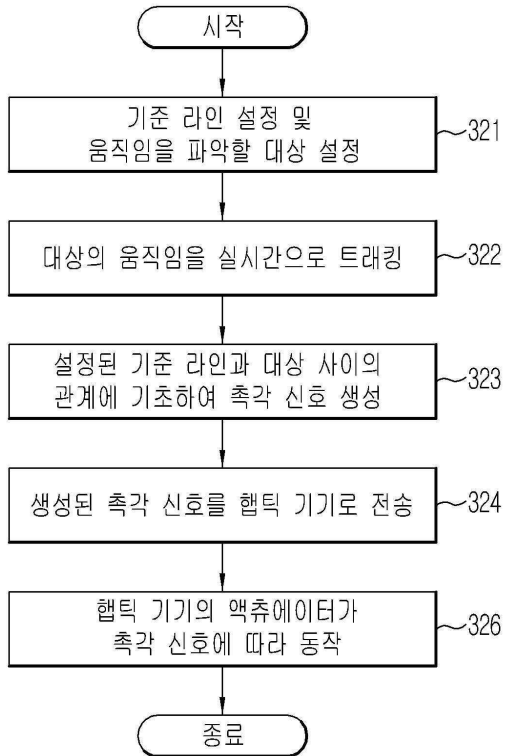 시작
기준 라인 설정 및
움직임을 파악할 대상 설정
321
대상의 움직임을 실시간으로 트래킹
322
설정된 기준 라인과 대상 사이의
관계에 기초하여 촉각 신호 생성
323
생성된 촉각 신호를 햅틱 기기로 전송
324
햅틱 기기의 액츄에이터가
촉각 신호에 따라 동작
326
종료